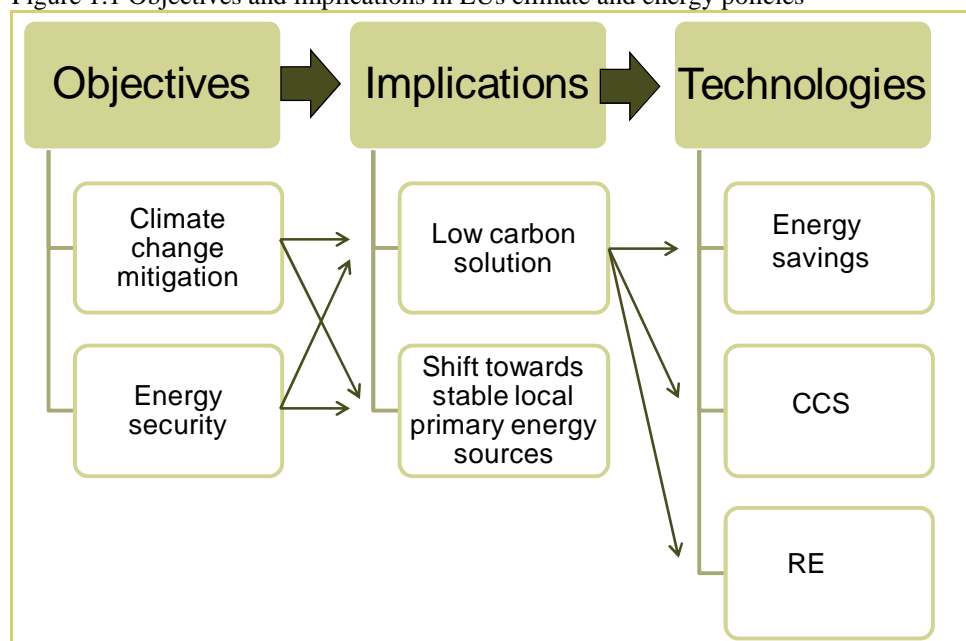 Figure 1.1 Objectives and implications in EUs climate and energy policies
Objectives
Implications
Technologies
Climate
change
mitigation
Energy
security
Low carbon
solution
Shift towards
stable local
primary energy
sources
Energy
savings
CCS
RE